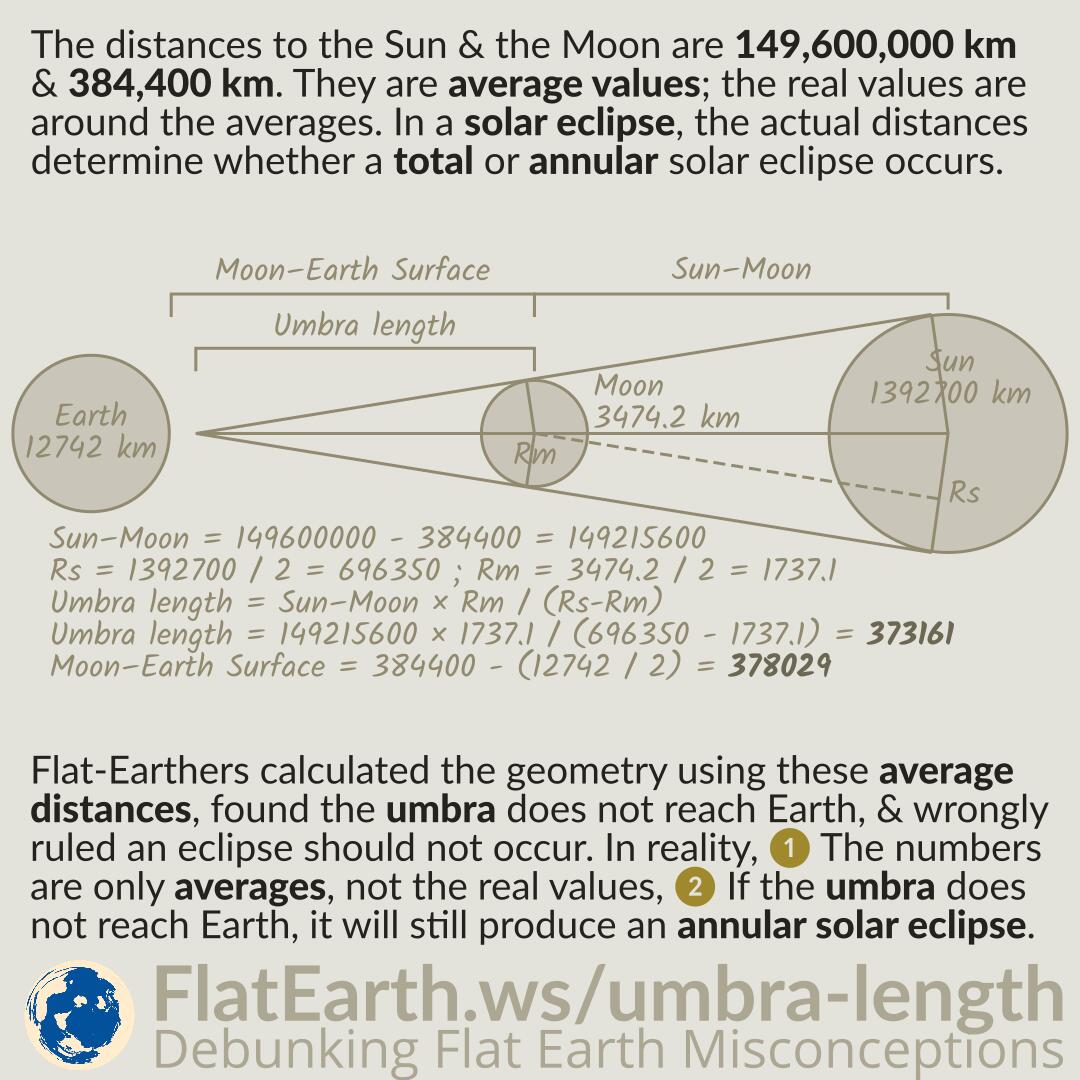 The distances to the Sun & the Moon are 149,600,000 km
& 384,400 km. They are average values; the real values are
around the averages. In a solar eclipse, the actual distances
determine whether a total or annular solar eclipse occurs.
Moon–Earth Surface
Sun–Moon
Umbra length
Earth
12742 km
Moon
3474.2 km
Rm
Sun
1392700 km
Rs
Sun–Moon = 149600000 - 384400 = 149215600
Rs = 1392700 / 2 = 696350 ; Rm = 3474.2 / 2 = 1737.1
Umbra length = Sun–Moon × Rm / (Rs-Rm)
Umbra length = 149215600 × 1737.1 / (696350 - 1737.1) = 373161
Moon–Earth Surface = 384400 - (12742 / 2) = 378029
Flat-Earthers calculated the geometry using these average
distances, found the umbra does not reach Earth, & wrongly
ruled an eclipse should not occur. In reality, 1 The numbers
are only averages, not the real values, 2 If the umbra does
not reach Earth, it will still produce an annular solar eclipse.
FlatEarth.ws/umbra-length
Debunking Flat Earth Misconceptions